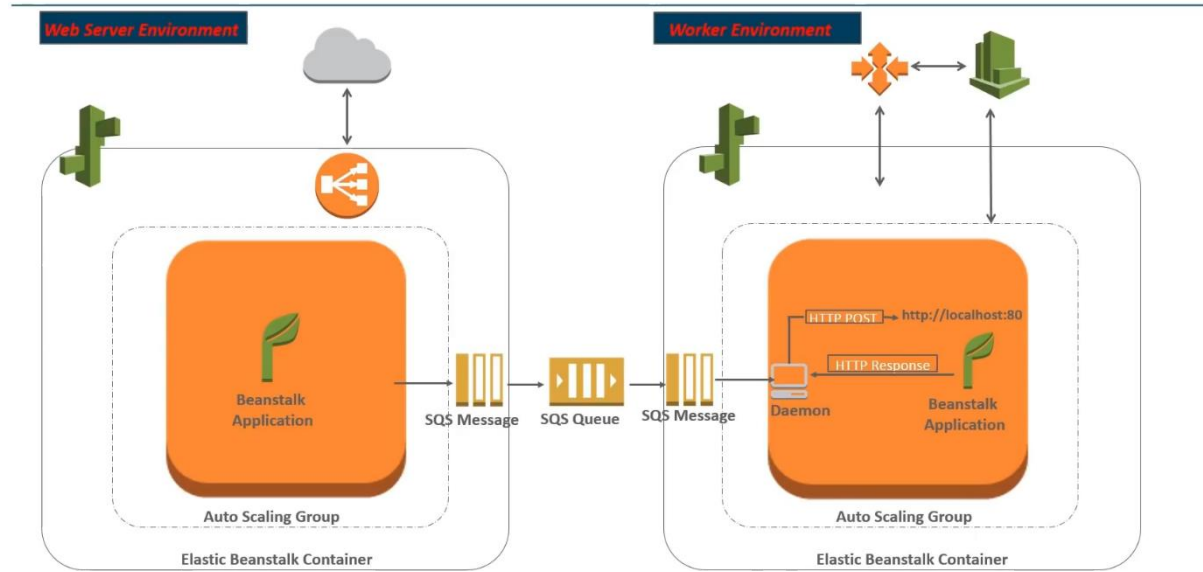 Web Server Environment
Worker Environment
HTTP POST
http://localhost:80
HTTP Response
Beanstalk
Application
SQS Message
SQS Queue
SQS Message
Daemon
Beanstalk
Application
Auto Scaling Group
Auto Scaling Group
Elastic Beanstalk Container
Elastic Beanstalk Container